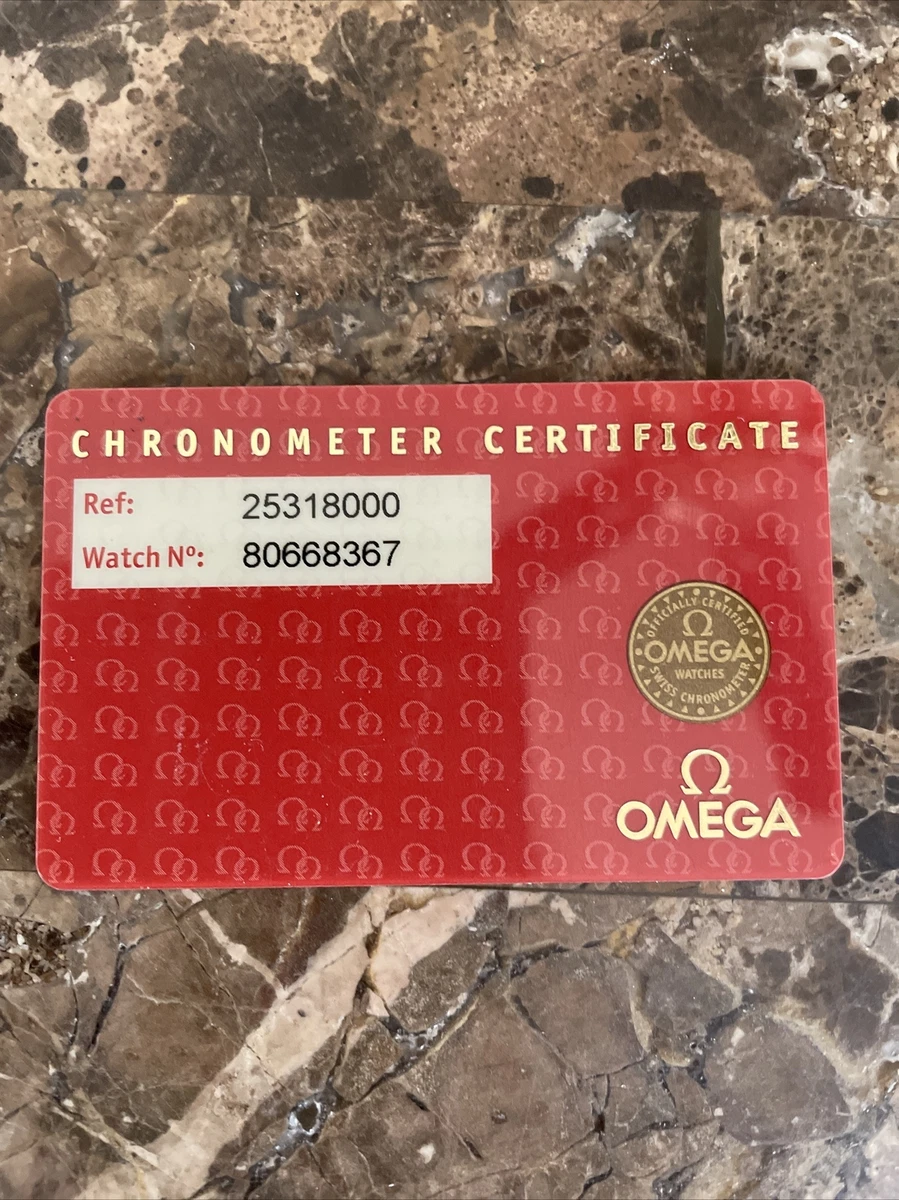 CHRONOMETER CERTIFICATE
Ref: 25318000
Watch Nº: 80668367
OFFICIALLY CERTIFIED
Ω
OMEGA
WATCHES
SWISS CHRONOMETER
Ω
OMEGA